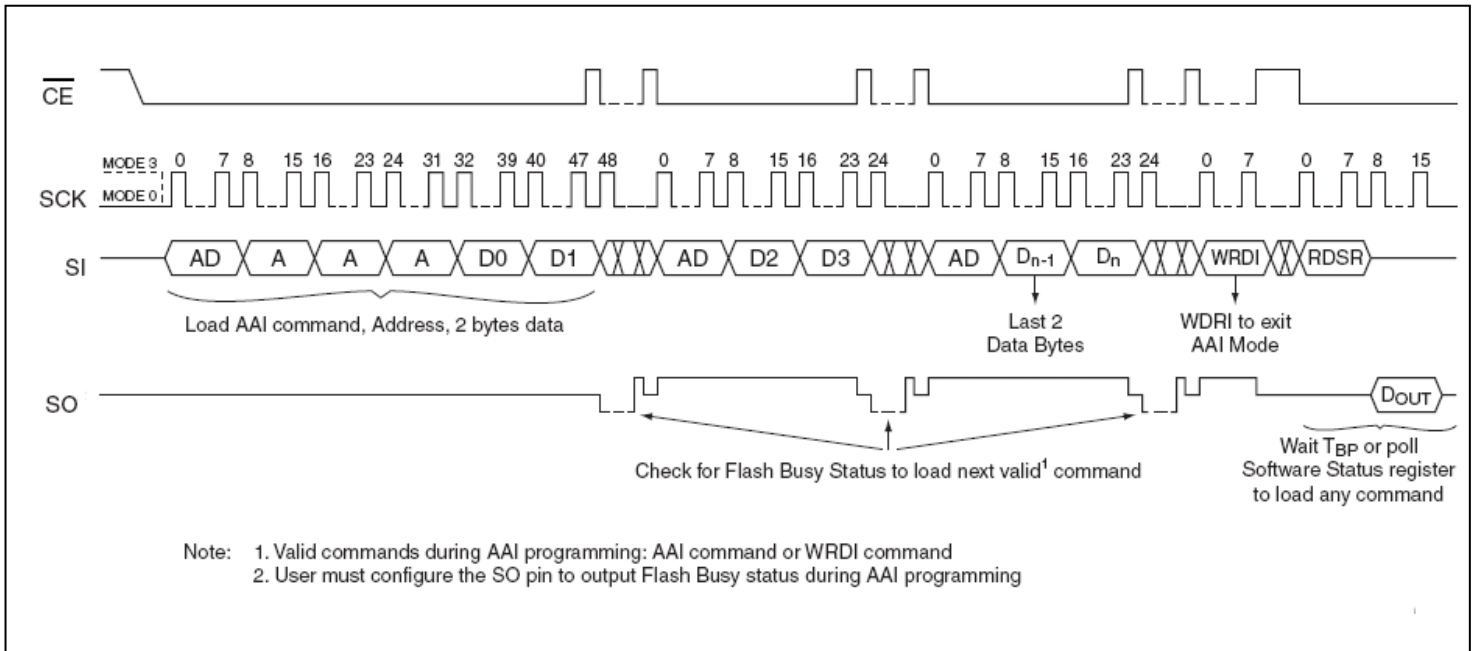 CE
MODE 3 0 7 8 15 16 23 24 31 32 39 40 47 48 0 7 8 15 16 23 24 0 7 8 15 16 23 24 0 7 0 7 8 15
SCK MODE 0
SI AD A A A D0 D1 AD D2 D3 AD Dn-1 Dn WRDI RDSR
Load AAI command, Address, 2 bytes data
Last 2
Data Bytes
WDRI to exit
AAI Mode
SO DOUT
Check for Flash Busy Status to load next valid1 command
Wait TBP or poll
Software Status register
to load any command
Note: 1. Valid commands during AAI programming: AAI command or WRDI command
2. User must configure the SO pin to output Flash Busy status during AAI programming